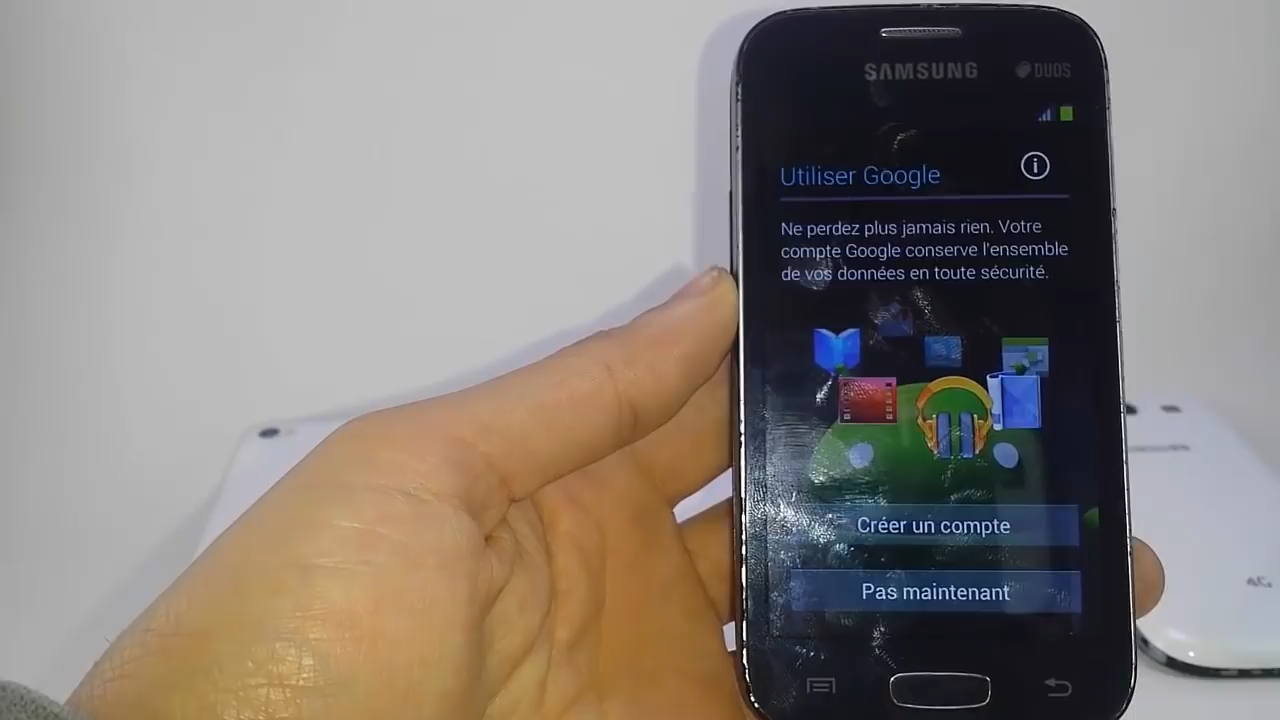 SAMSUNG DUOS
Utiliser Google
Ne perdez plus jamais rien. Votre
compte Google conserve l'ensemble
de vos données en toute sécurité.
Créer un compte
Pas maintenant
4G